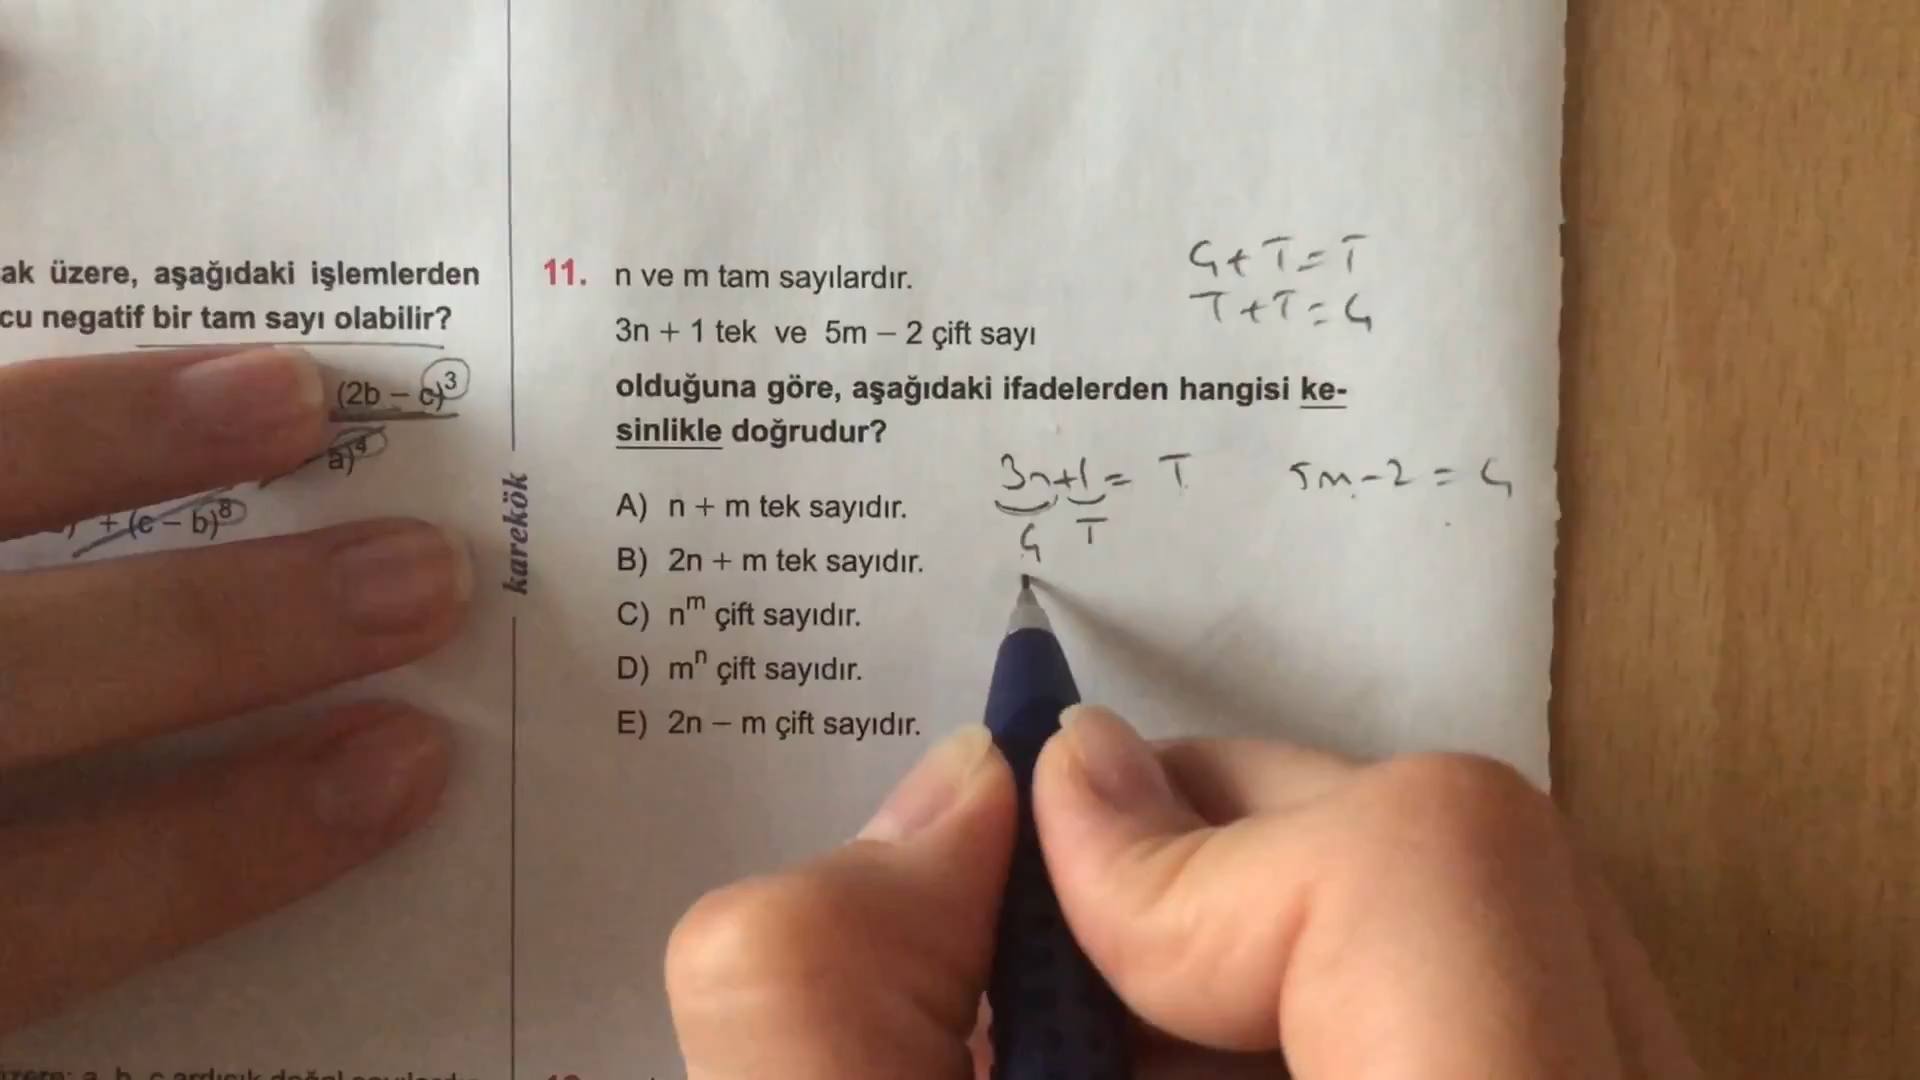 ak üzere, aşağıdaki işlemlerden
cu negatif bir tam sayı olabilir?
(2b – c)³
a)⁴
+ (c – b)⁸
karekök
11. n ve m tam sayılardır.
3n + 1 tek ve 5m – 2 çift sayı
olduğuna göre, aşağıdaki ifadelerden hangisi ke-
sinlikle doğrudur?
A) n + m tek sayıdır.
B) 2n + m tek sayıdır.
C) nᵐ çift sayıdır.
D) mⁿ çift sayıdır.
E) 2n – m çift sayıdır.
Ç+T=T
T+T=Ç
3n+1= T
Ç T
5m-2 = Ç